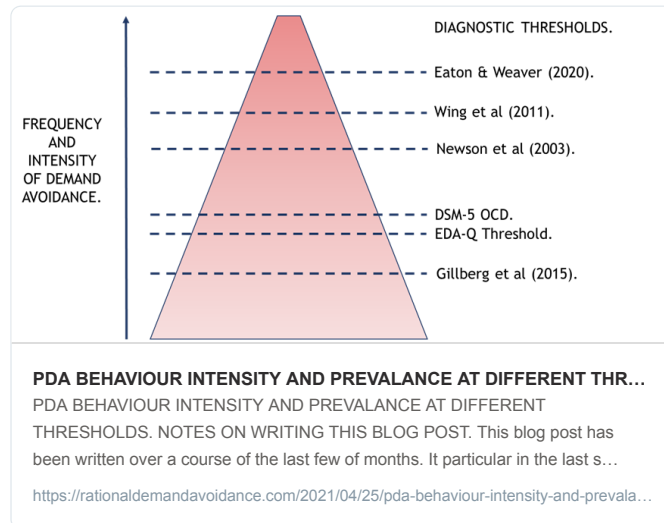 DIAGNOSTIC THRESHOLDS.
Eaton & Weaver (2020).
Wing et al (2011).
FREQUENCY
AND
INTENSITY
OF DEMAND
AVOIDANCE.
Newson et al (2003).
DSM-5 OCD.
EDA-Q Threshold.
Gillberg et al (2015).
PDA BEHAVIOUR INTENSITY AND PREVALANCE AT DIFFERENT THR…
PDA BEHAVIOUR INTENSITY AND PREVALANCE AT DIFFERENT
THRESHOLDS. NOTES ON WRITING THIS BLOG POST. This blog post has
been written over a course of the last few of months. It particular in the last s…
https://rationaldemandavoidance.com/2021/04/25/pda-behaviour-intensity-and-prevala…